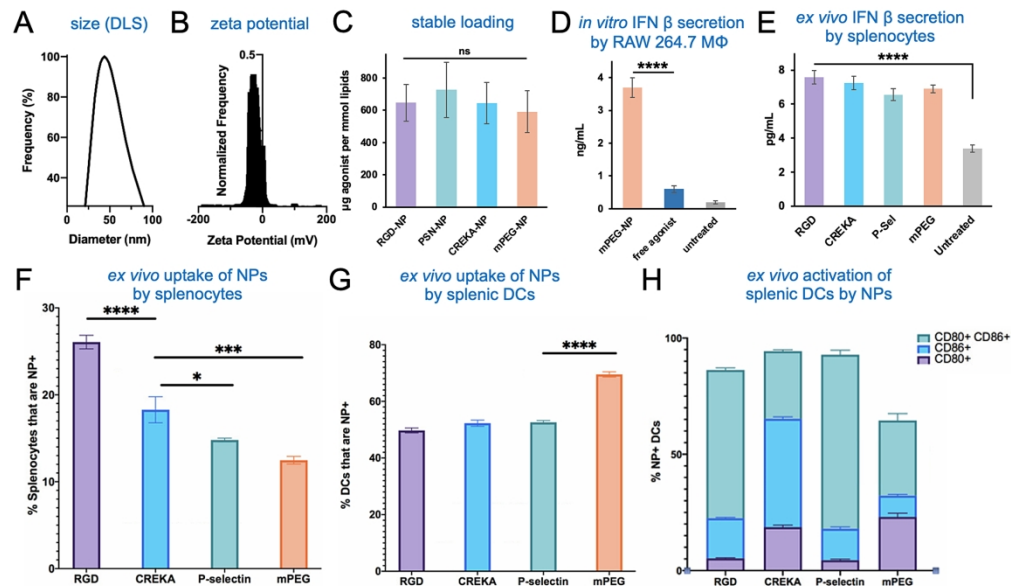 A size (DLS)
Frequency (%)
100
80
60
40
0 50 100
Diameter (nm)
B zeta potential
Normalized Frequency
0.5
-200 0 200
Zeta Potential (mV)
C stable loading
µg agonist per mmol lipids
ns
800
600
400
200
0
RGD-NP
PSN-NP
CREKA-NP
mPEG-NP
D in vitro IFN β secretion
by RAW 264.7 MΦ
ng/mL
****
4
3
2
1
0
mPEG-NP
free agonist
untreated
E ex vivo IFN β secretion
by splenocytes
pg/mL
****
8
6
4
2
0
RGD
CREKA
P-Sel
mPEG
Untreated
F ex vivo uptake of NPs
by splenocytes
% Splenocytes that are NP+
****
***
*
30
20
10
0
RGD CREKA P-selectin mPEG
G ex vivo uptake of NPs
by splenic DCs
% DCs that are NP+
****
80
60
40
20
0
RGD CREKA P-selectin mPEG
H ex vivo activation of
splenic DCs by NPs
% NP+ DCs
CD80+ CD86+
CD86+
CD80+
100
50
0
RGD CREKA P-selectin mPEG